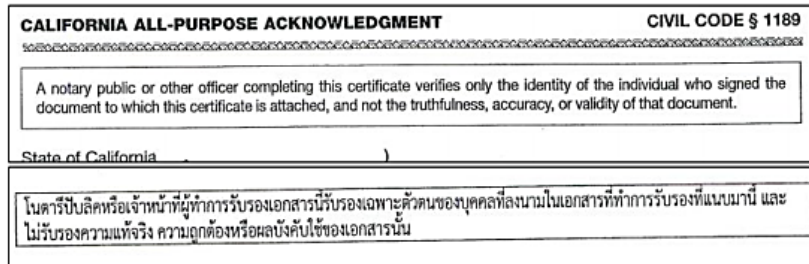 CALIFORNIA ALL-PURPOSE ACKNOWLEDGMENT CIVIL CODE § 1189
A notary public or other officer completing this certificate verifies only the identity of the individual who signed the
document to which this certificate is attached, and not the truthfulness, accuracy, or validity of that document.
State of California )
โนตารีปับลิคหรือเจ้าหน้าที่ผู้ทำการรับรองเอกสารนี้รับรองเฉพาะตัวตนของบุคคลที่ลงนามในเอกสารที่ทำการรับรองที่แนบมานี้ และ
ไม่รับรองความแท้จริง ความถูกต้องหรือผลบังคับใช้ของเอกสารนั้น